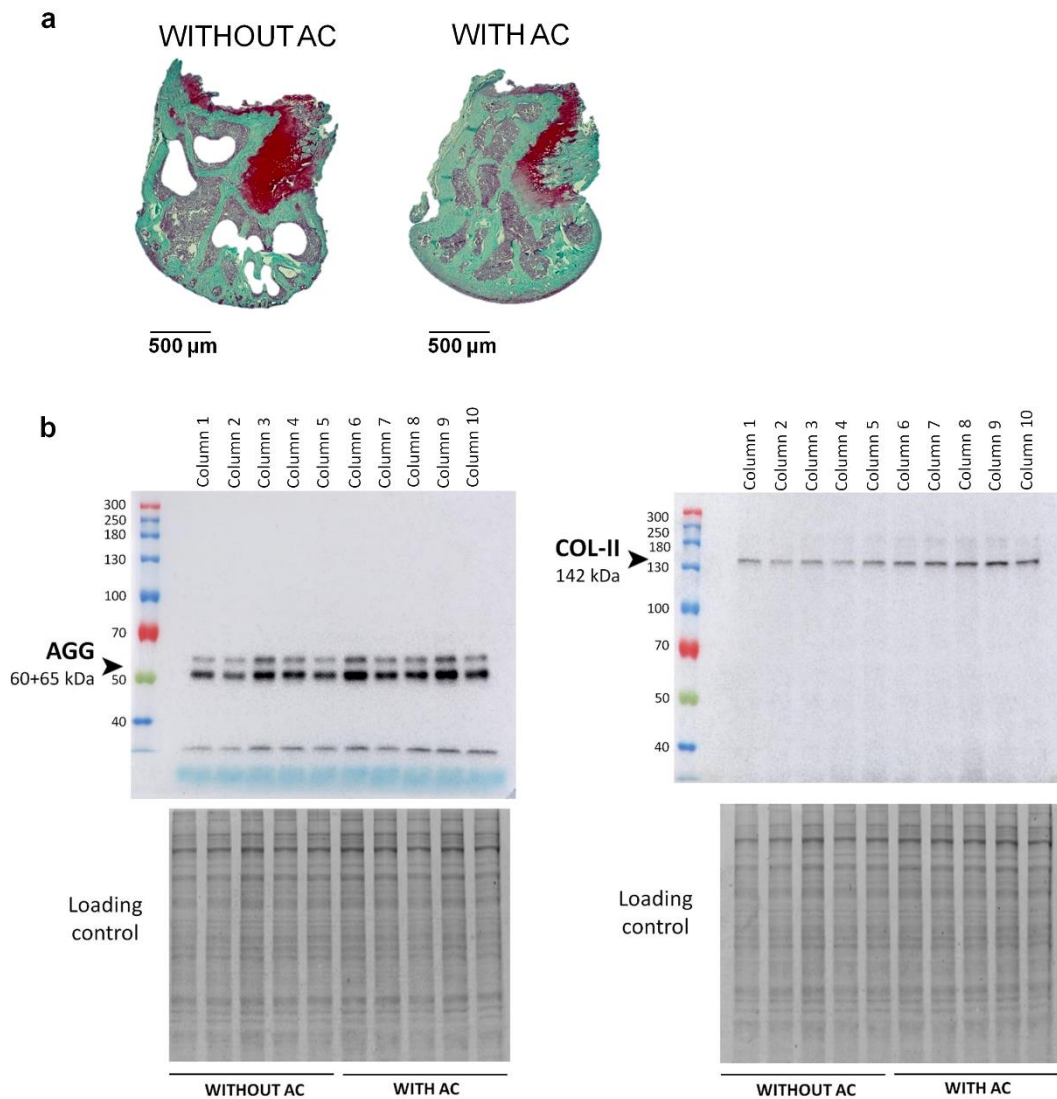 a
WITHOUT AC
WITH AC
500 µm
500 µm
b
Column 1
Column 2
Column 3
Column 4
Column 5
Column 6
Column 7
Column 8
Column 9
Column 10
300
250
180
130
100
70
50
40
AGG
60+65 kDa
Loading
control
WITHOUT AC
WITH AC
Column 1
Column 2
Column 3
Column 4
Column 5
Column 6
Column 7
Column 8
Column 9
Column 10
300
250
180
130
100
70
50
40
COL-II
142 kDa
Loading
control
WITHOUT AC
WITH AC